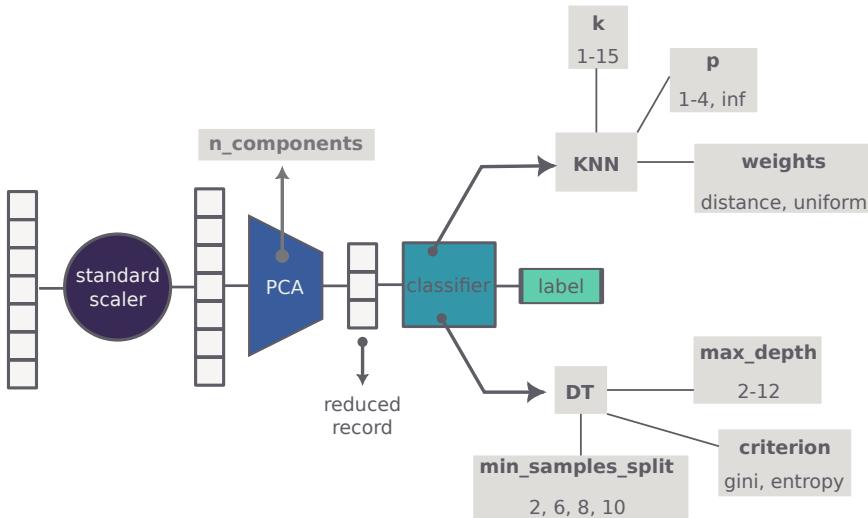 k
1-15
p
1-4, inf
n_components
KNN
weights
distance, uniform
standard
scaler
PCA
classifier
label
reduced
record
max_depth
2-12
DT
criterion
gini, entropy
min_samples_split
2, 6, 8, 10